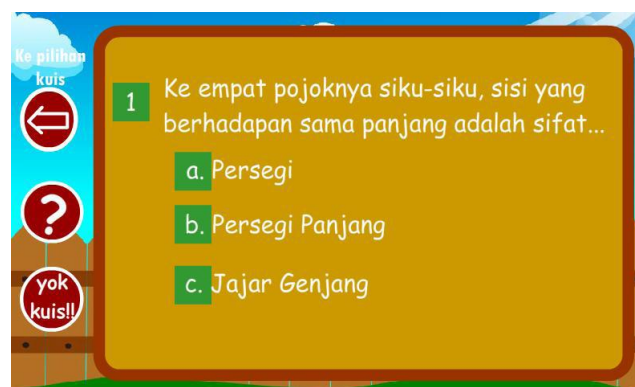 Ke pilihan
kuis
1
Ke empat pojoknya siku-siku, sisi yang
berhadapan sama panjang adalah sifat...
a. Persegi
b. Persegi Panjang
c. Jajar Genjang
?
yok
kuis!!